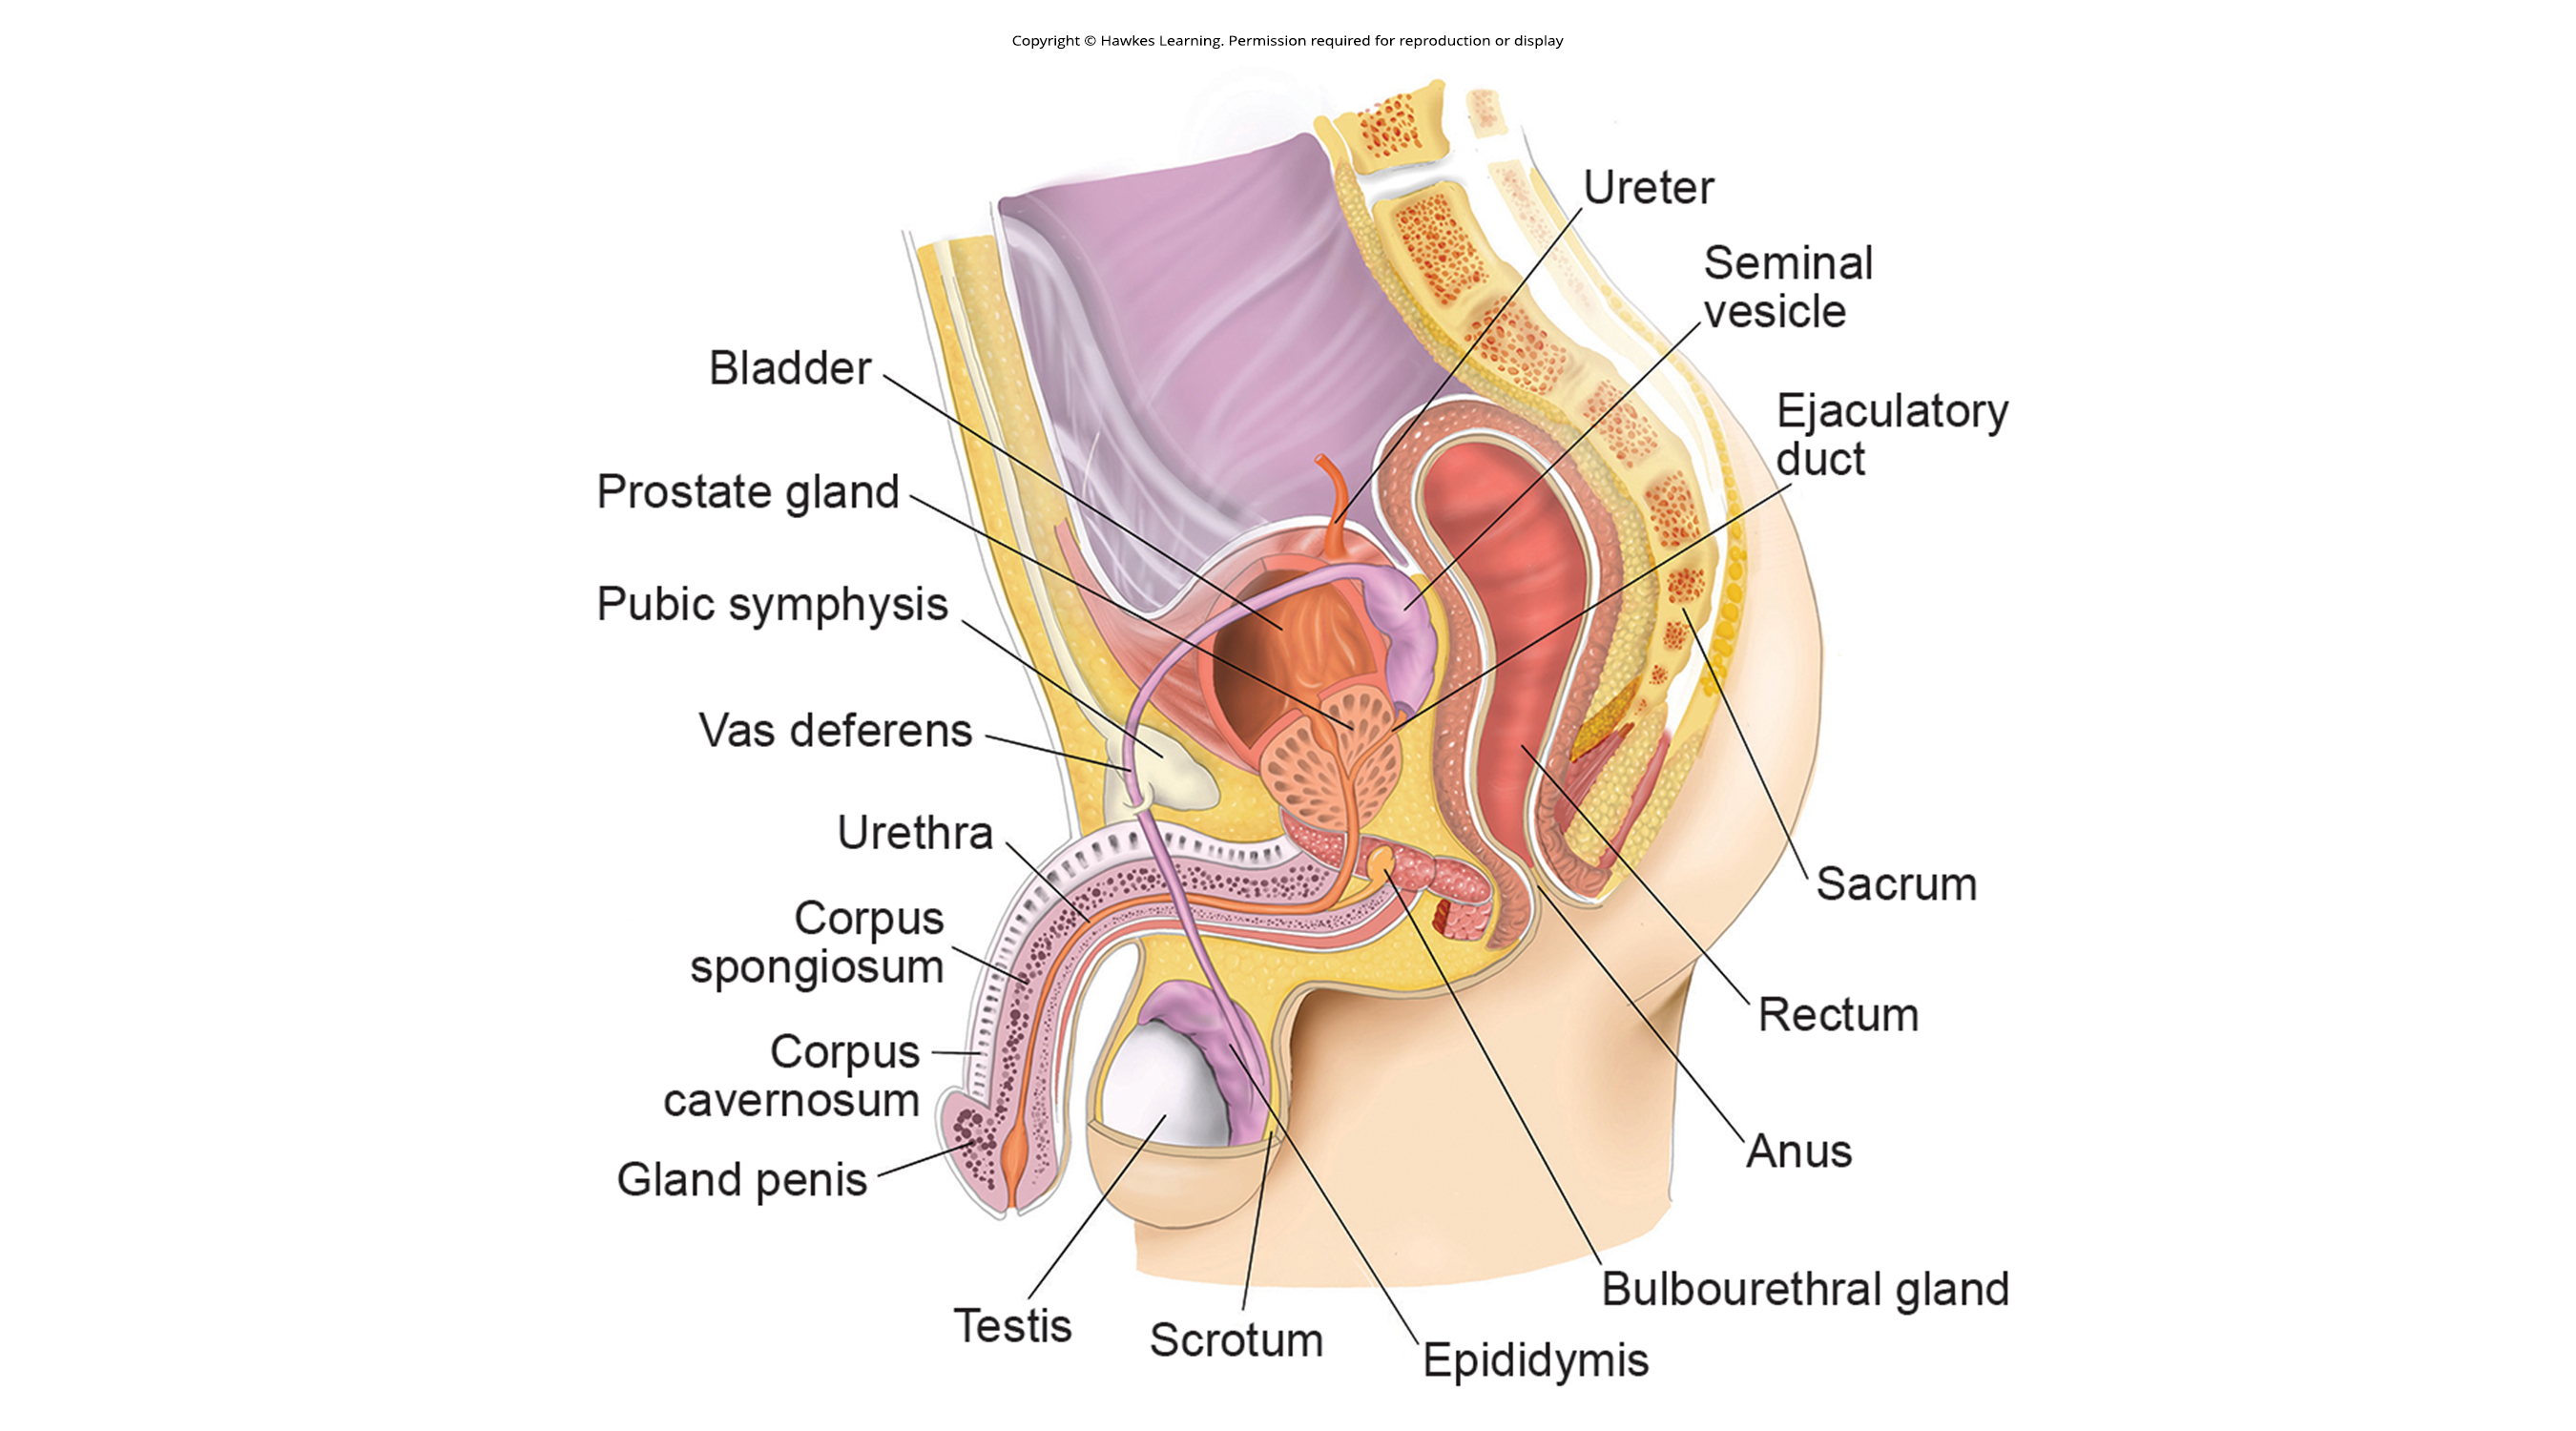 Copyright © Hawkes Learning. Permission required for reproduction or display
Ureter
Seminal
vesicle
Bladder
Ejaculatory
duct
Prostate gland
Pubic symphysis
Vas deferens
Urethra
Sacrum
Corpus
spongiosum
Rectum
Corpus
cavernosum
Anus
Gland penis
Bulbourethral gland
Testis
Scrotum
Epididymis